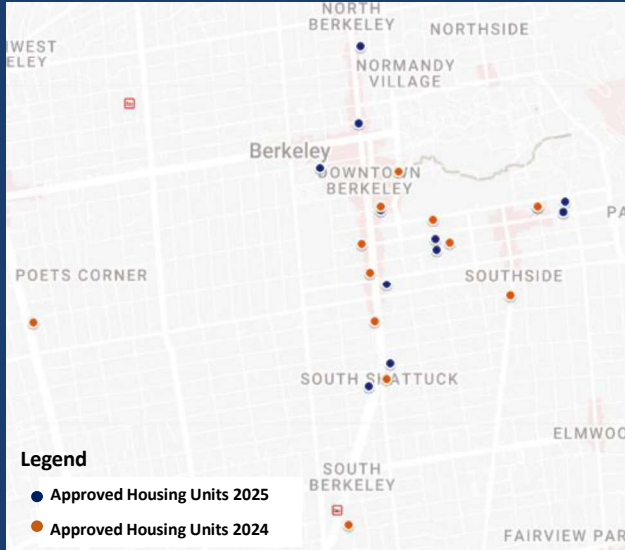 NORTH
BERKELEY
NORTHSIDE
WEST
ELEY
NORMANDY
VILLAGE
Berkeley
DOWNTOWN
BERKELEY
PA
POETS CORNER
SOUTHSIDE
SOUTH SHATTUCK
ELMWOO
Legend
SOUTH
BERKELEY
Approved Housing Units 2025
Approved Housing Units 2024
FAIRVIEW PAR